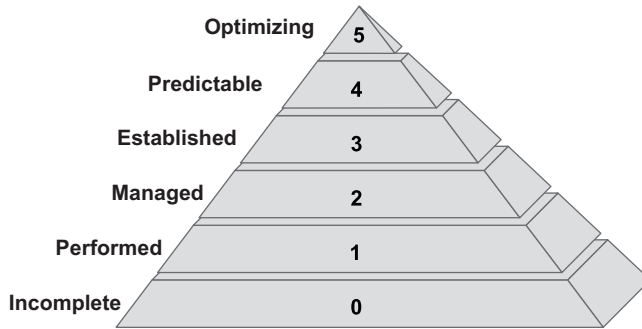 Optimizing 5
Predictable 4
Established 3
Managed 2
Performed 1
Incomplete 0